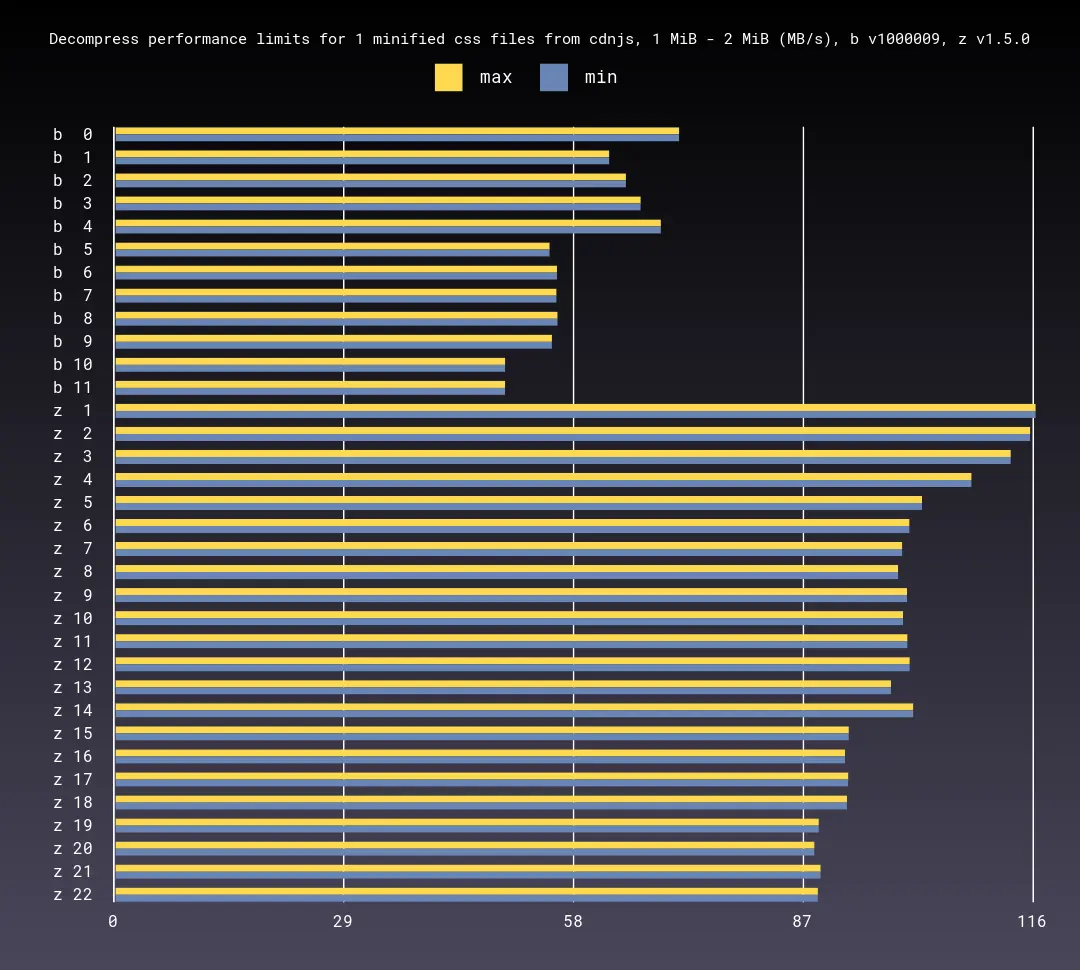 Decompress performance limits for 1 minified css files from cdnjs, 1 MiB - 2 MiB (MB/s), b v1000009, z v1.5.0
max min
b 0
b 1
b 2
b 3
b 4
b 5
b 6
b 7
b 8
b 9
b 10
b 11
z 1
z 2
z 3
z 4
z 5
z 6
z 7
z 8
z 9
z 10
z 11
z 12
z 13
z 14
z 15
z 16
z 17
z 18
z 19
z 20
z 21
z 22
0 29 58 87 116